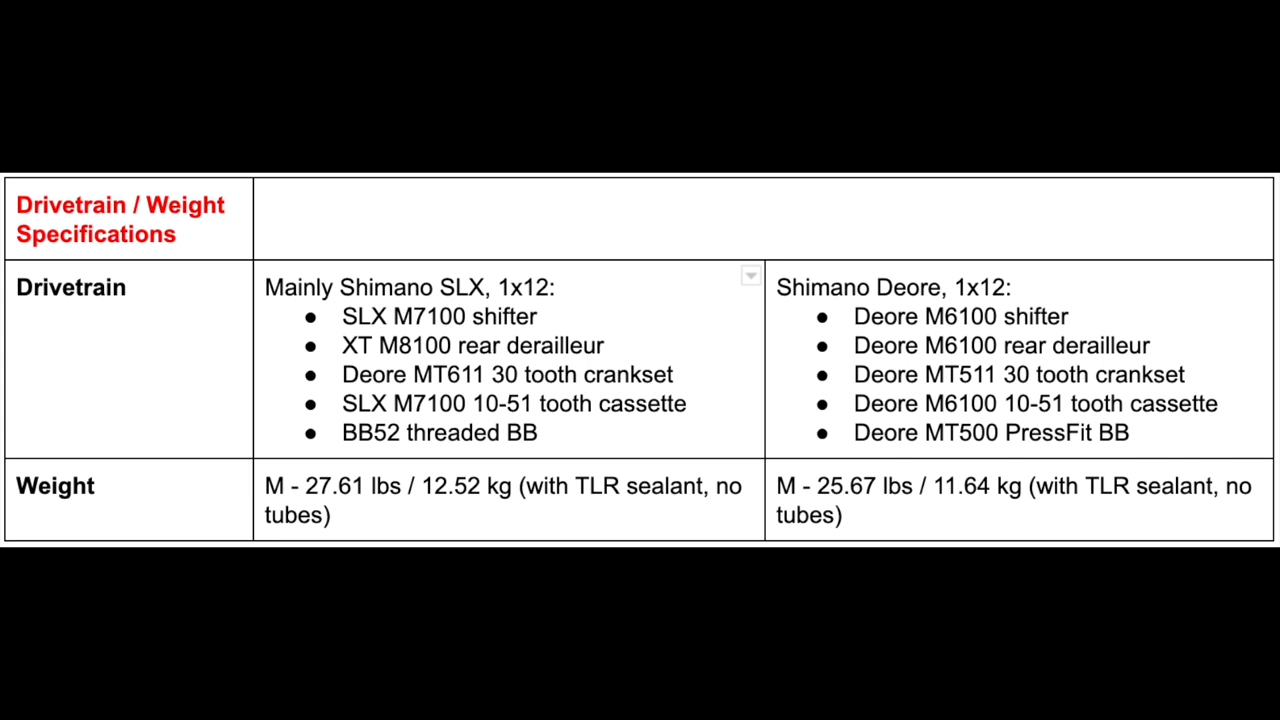 Drivetrain / Weight
Specifications
Drivetrain
Mainly Shimano SLX, 1x12:
● SLX M7100 shifter
● XT M8100 rear derailleur
● Deore MT611 30 tooth crankset
● SLX M7100 10-51 tooth cassette
● BB52 threaded BB
Shimano Deore, 1x12:
● Deore M6100 shifter
● Deore M6100 rear derailleur
● Deore MT511 30 tooth crankset
● Deore M6100 10-51 tooth cassette
● Deore MT500 PressFit BB
Weight
M - 27.61 lbs / 12.52 kg (with TLR sealant, no
tubes)
M - 25.67 lbs / 11.64 kg (with TLR sealant, no
tubes)